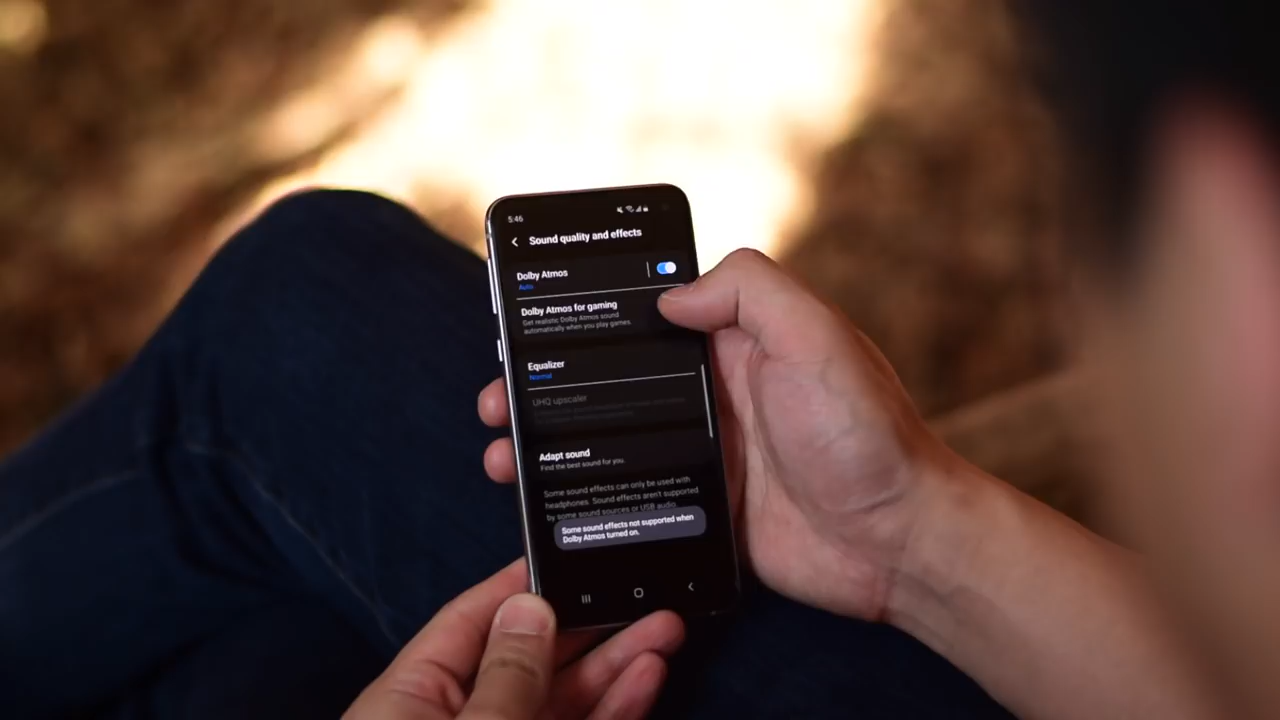 5:46
Sound quality and effects
Dolby Atmos
Auto
Dolby Atmos for gaming
Get realistic Dolby Atmos sound
automatically when you play games.
Equalizer
Normal
UHQ upscaler
Adapt sound
Find the best sound for you.
Some sound effects can only be used with
headphones. Sound effects aren't supported
by some sound sources or USB audio
Some sound effects not supported when
Dolby Atmos turned on.